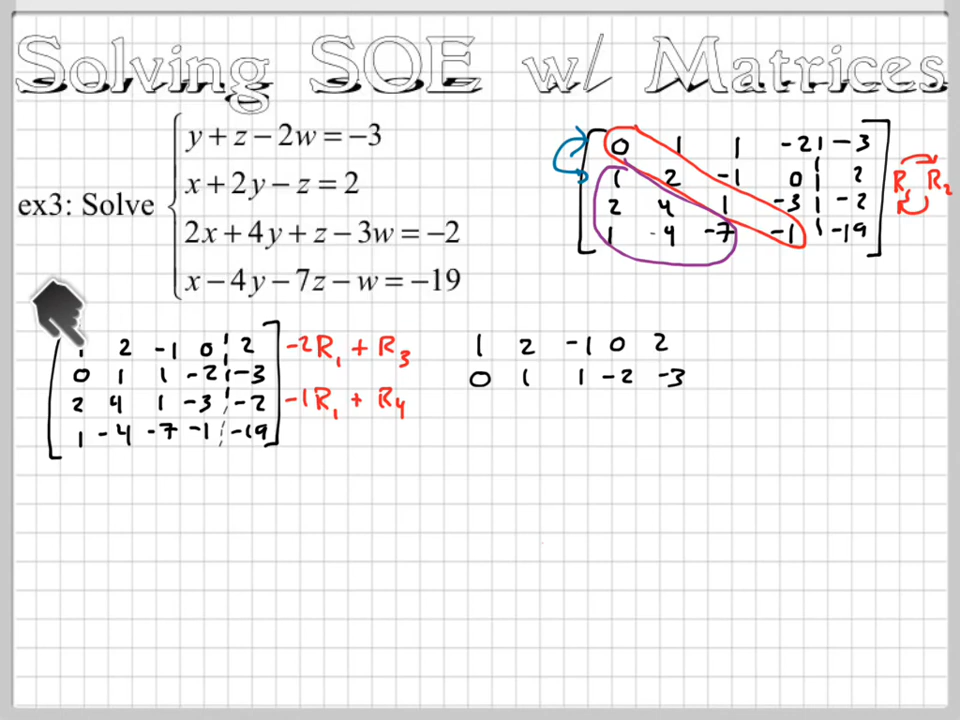 Solving SOE w/ Matrices
ex3: Solve
y + z − 2w = −3
x + 2y − z = 2
2x + 4y + z − 3w = −2
x − 4y − 7z − w = −19
0 1 1 -2 | -3
1 2 -1 0 | 2
2 4 1 -3 | -2
1 -4 -7 -1 | -19
R₁ R₂
1 2 -1 0 | 2 -2R₁ + R₃
0 1 1 -2 | -3
2 4 1 -3 | -2 -1R₁ + R₄
1 -4 -7 -1 | -19
1 2 -1 0 2
0 1 1 -2 -3